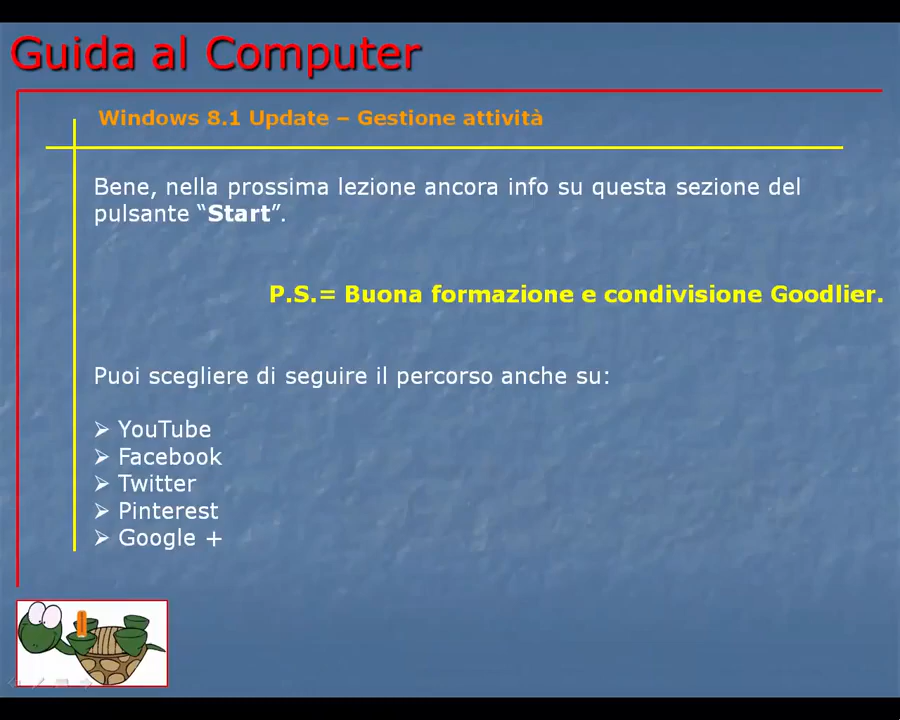 Guida al Computer
Windows 8.1 Update – Gestione attività
Bene, nella prossima lezione ancora info su questa sezione del
pulsante “Start”.
P.S.= Buona formazione e condivisione Goodlier.
Puoi scegliere di seguire il percorso anche su:
➢ YouTube
➢ Facebook
➢ Twitter
➢ Pinterest
➢ Google +